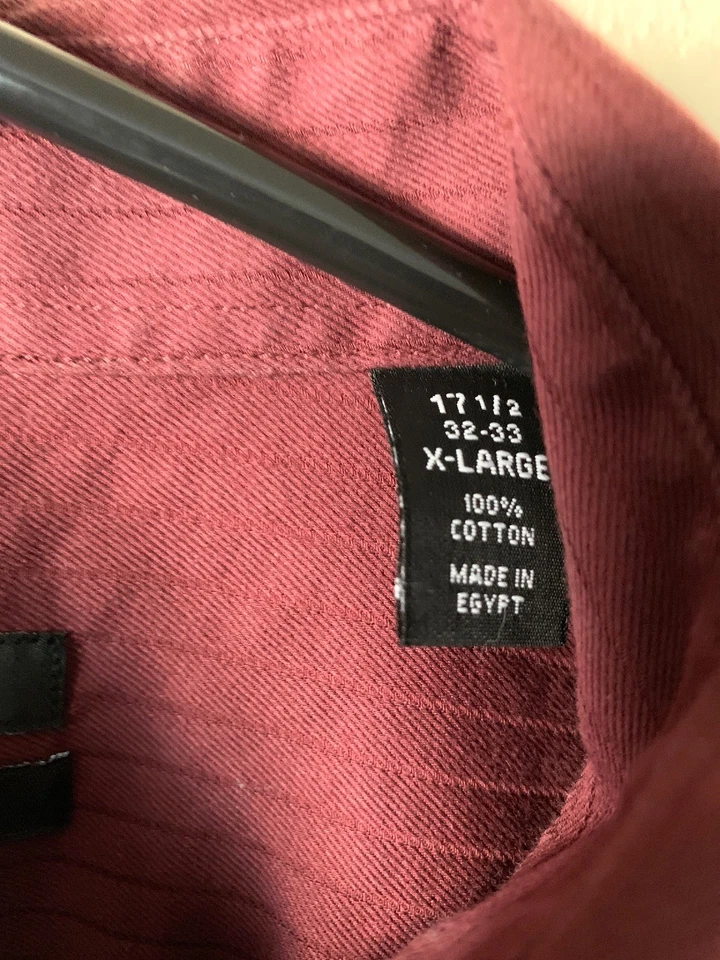 17 1/2
32-33
X-LARGE
100%
COTTON
MADE IN
EGYPT